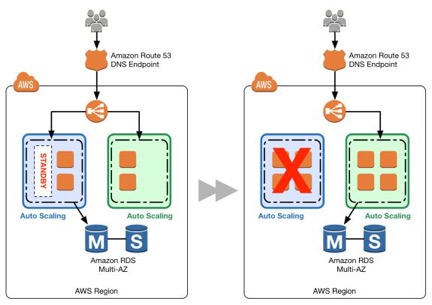 Amazon Route 53
DNS Endpoint
AWS
STANDBY
Auto Scaling
Auto Scaling
M
S
Amazon RDS
Multi-AZ
AWS Region
Amazon Route 53
DNS Endpoint
AWS
X
Auto Scaling
Auto Scaling
M
S
Amazon RDS
Multi-AZ
AWS Region